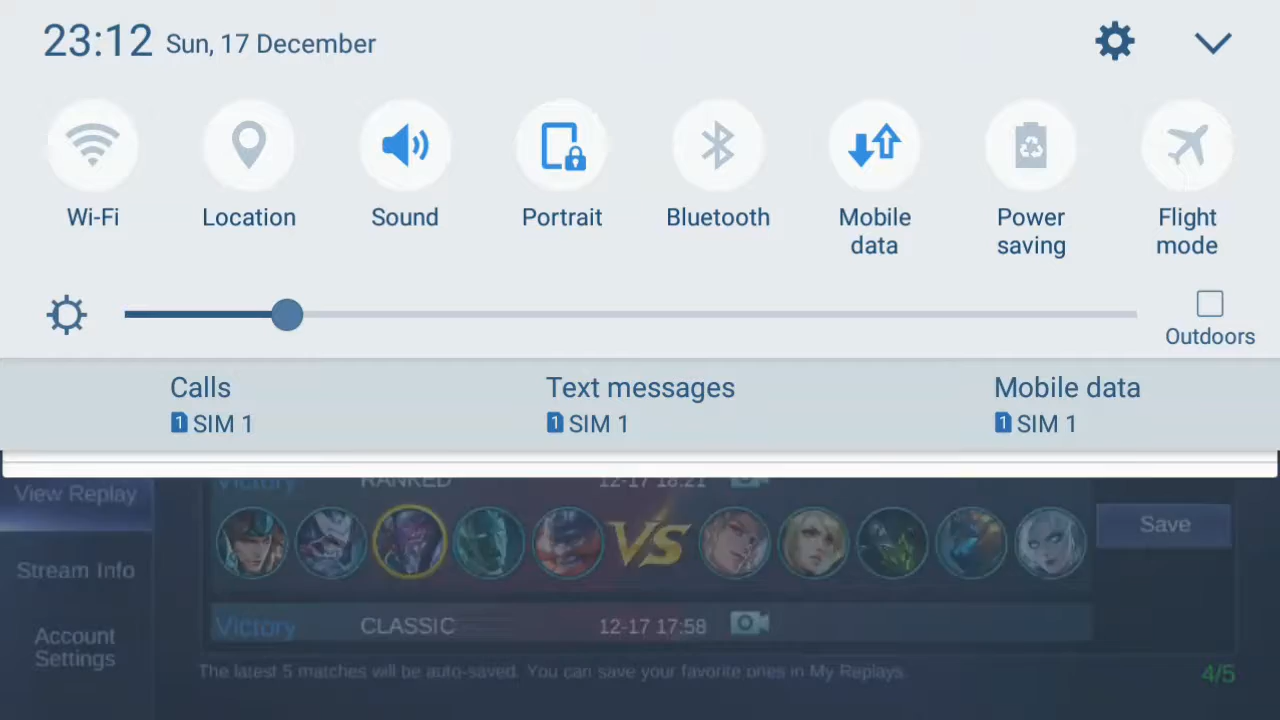 23:12 Sun, 17 December
Wi-Fi
Location
Sound
Portrait
Bluetooth
Mobile
data
Power
saving
Flight
mode
Outdoors
Calls
1 SIM 1
Text messages
1 SIM 1
Mobile data
1 SIM 1
View Replay
Stream Info
Account
Settings
Victory RANKED 12-17 18:21
VS
Save
Victory CLASSIC 12-17 17:58
The latest 5 matches will be auto-saved. You can save your favorite ones in My Replays.
4/5